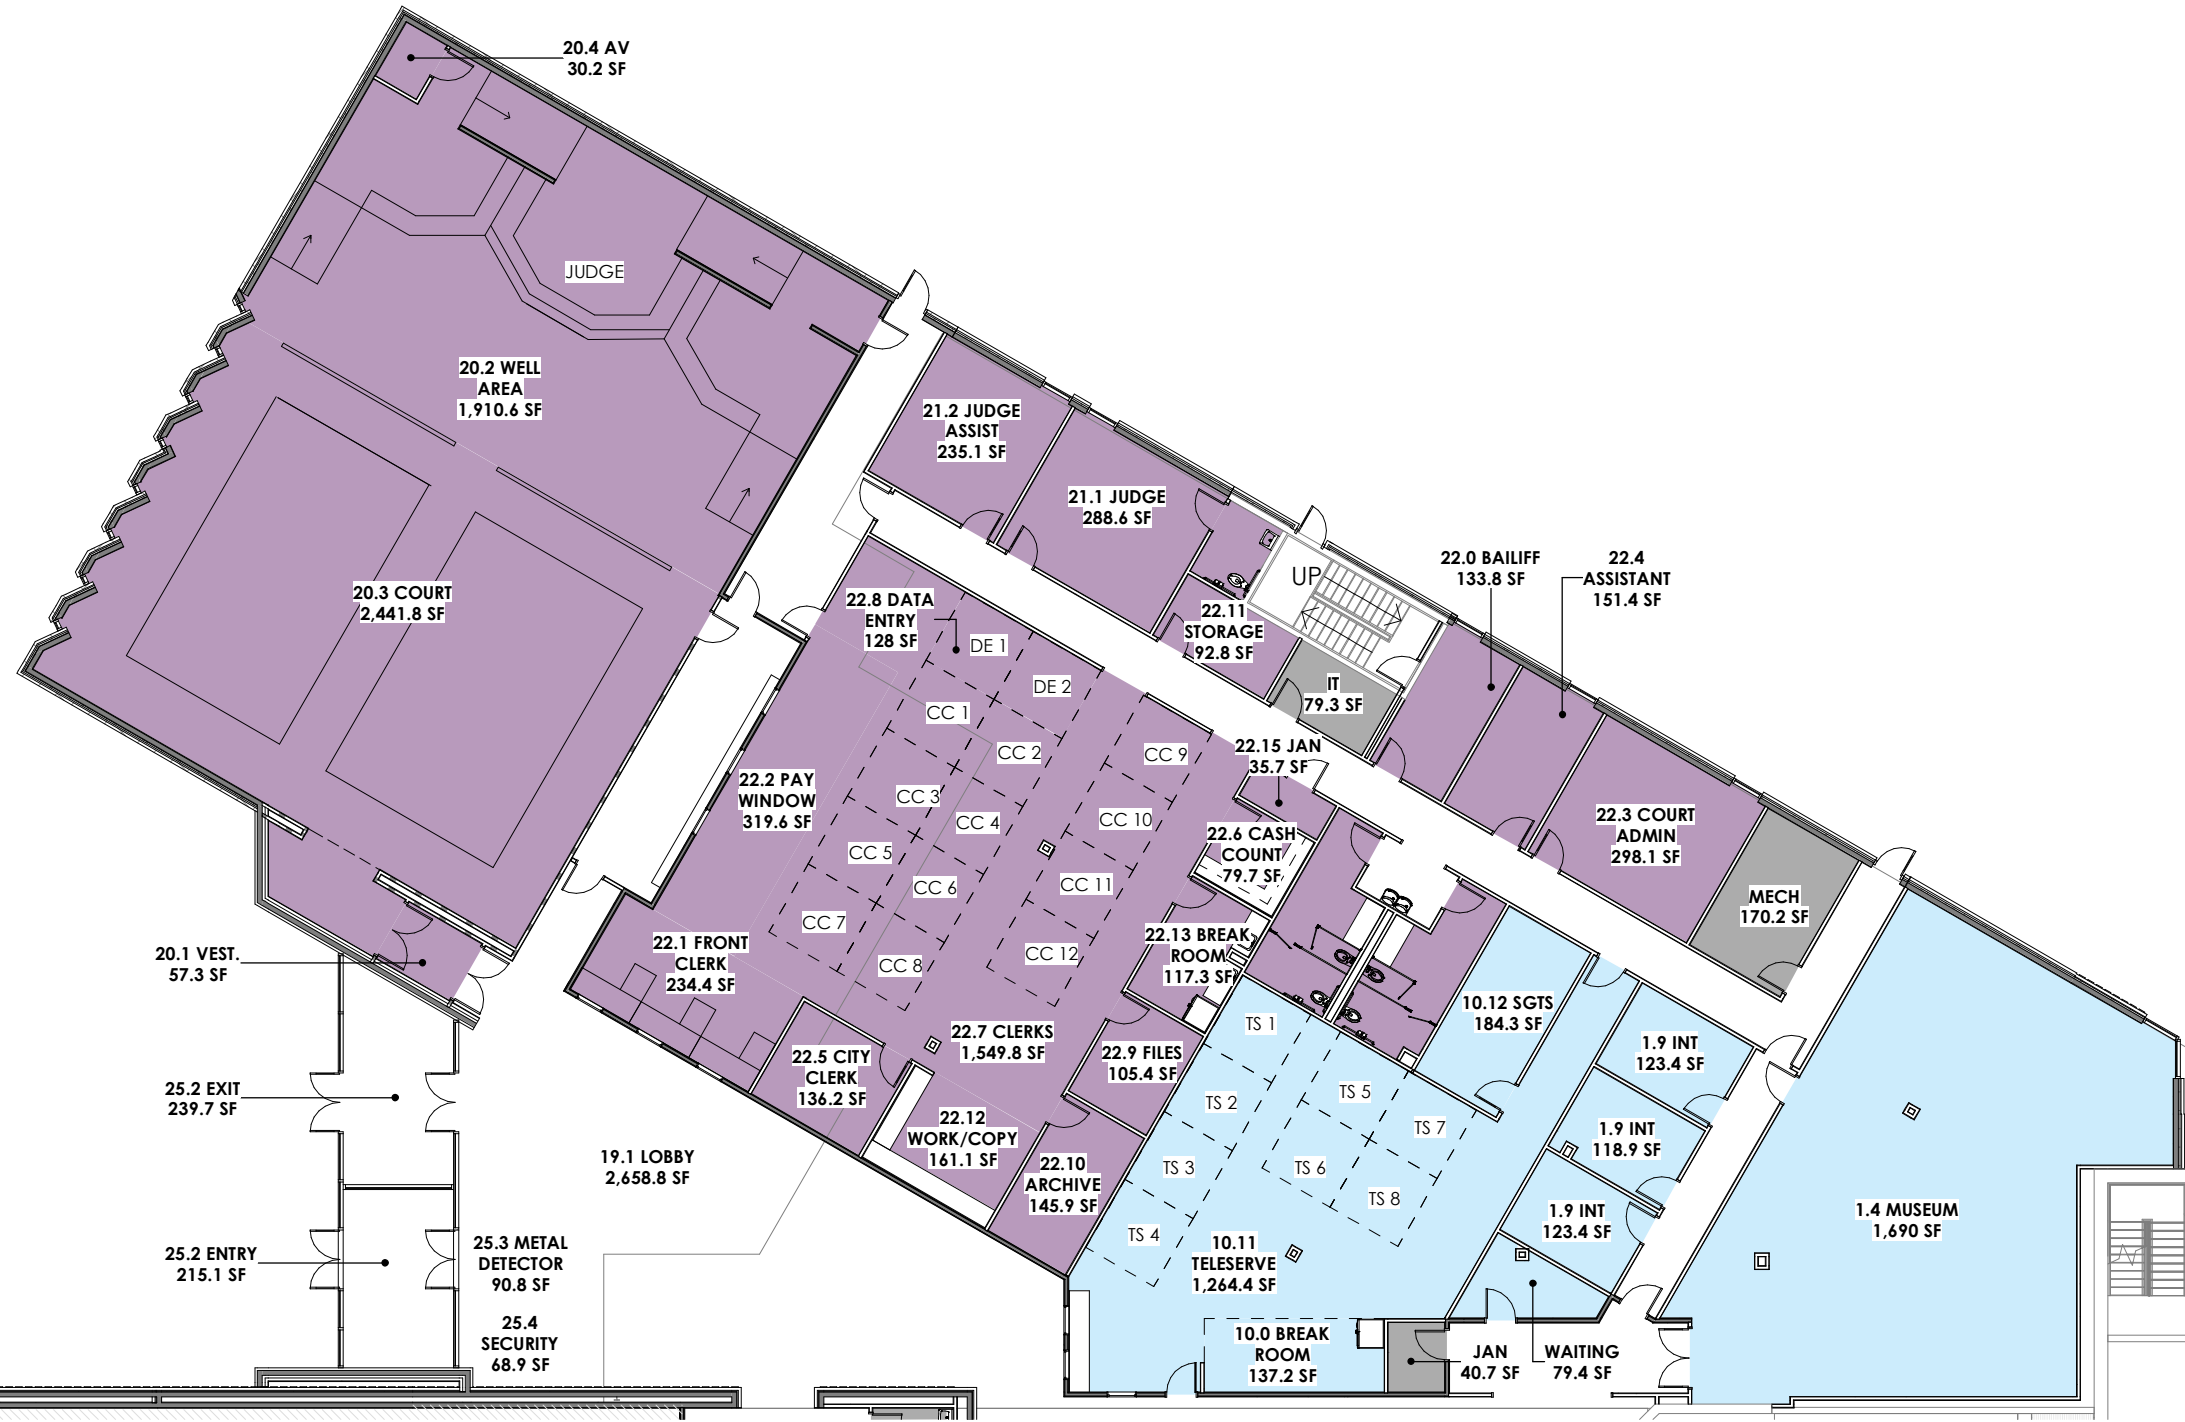 20.4 AV
30.2 SF
JUDGE
20.2 WELL
AREA
1,910.6 SF
21.2 JUDGE
ASSIST
235.1 SF
21.1 JUDGE
288.6 SF
UP
22.0 BAILIFF
133.8 SF
22.4
ASSISTANT
151.4 SF
20.3 COURT
2,441.8 SF
22.8 DATA
ENTRY
128 SF
DE 1
DE 2
22.11
STORAGE
92.8 SF
IT
79.3 SF
CC 1
CC 2
CC 9
22.15 JAN
35.7 SF
22.2 PAY
WINDOW
319.6 SF
CC 3
CC 4
CC 10
22.6 CASH
COUNT
79.7 SF
22.3 COURT
ADMIN
298.1 SF
CC 5
CC 6
CC 11
MECH
170.2 SF
CC 7
CC 8
CC 12
22.1 FRONT
CLERK
234.4 SF
22.13 BREAK
ROOM
117.3 SF
20.1 VEST.
57.3 SF
10.12 SGTS
184.3 SF
TS 1
22.7 CLERKS
1,549.8 SF
22.5 CITY
CLERK
136.2 SF
22.9 FILES
105.4 SF
1.9 INT
123.4 SF
25.2 EXIT
239.7 SF
TS 2
TS 5
TS 7
22.12
WORK/COPY
161.1 SF
1.9 INT
118.9 SF
19.1 LOBBY
2,658.8 SF
22.10
ARCHIVE
145.9 SF
TS 3
TS 6
TS 8
1.9 INT
123.4 SF
1.4 MUSEUM
1,690 SF
TS 4
10.11
TELESERVE
1,264.4 SF
25.2 ENTRY
215.1 SF
25.3 METAL
DETECTOR
90.8 SF
25.4
SECURITY
68.9 SF
10.0 BREAK
ROOM
137.2 SF
JAN
40.7 SF
WAITING
79.4 SF